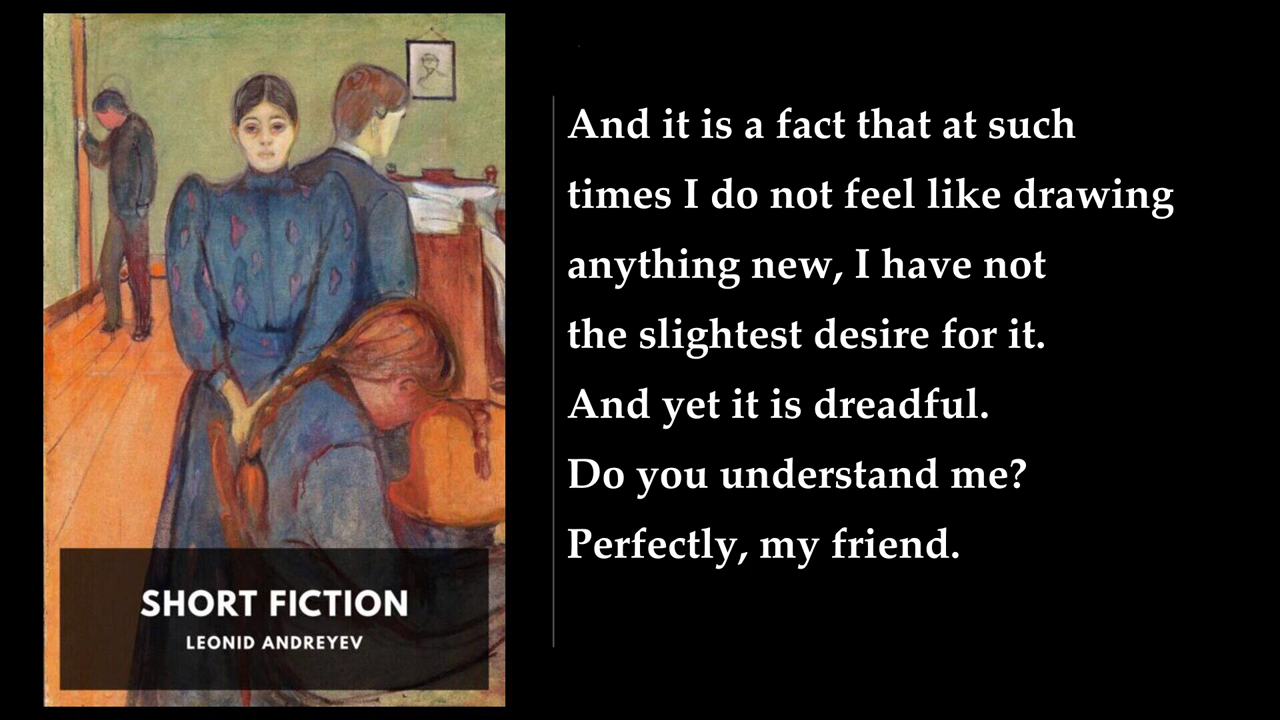 SHORT FICTION
LEONID ANDREYEV
And it is a fact that at such
times I do not feel like drawing
anything new, I have not
the slightest desire for it.
And yet it is dreadful.
Do you understand me?
Perfectly, my friend.